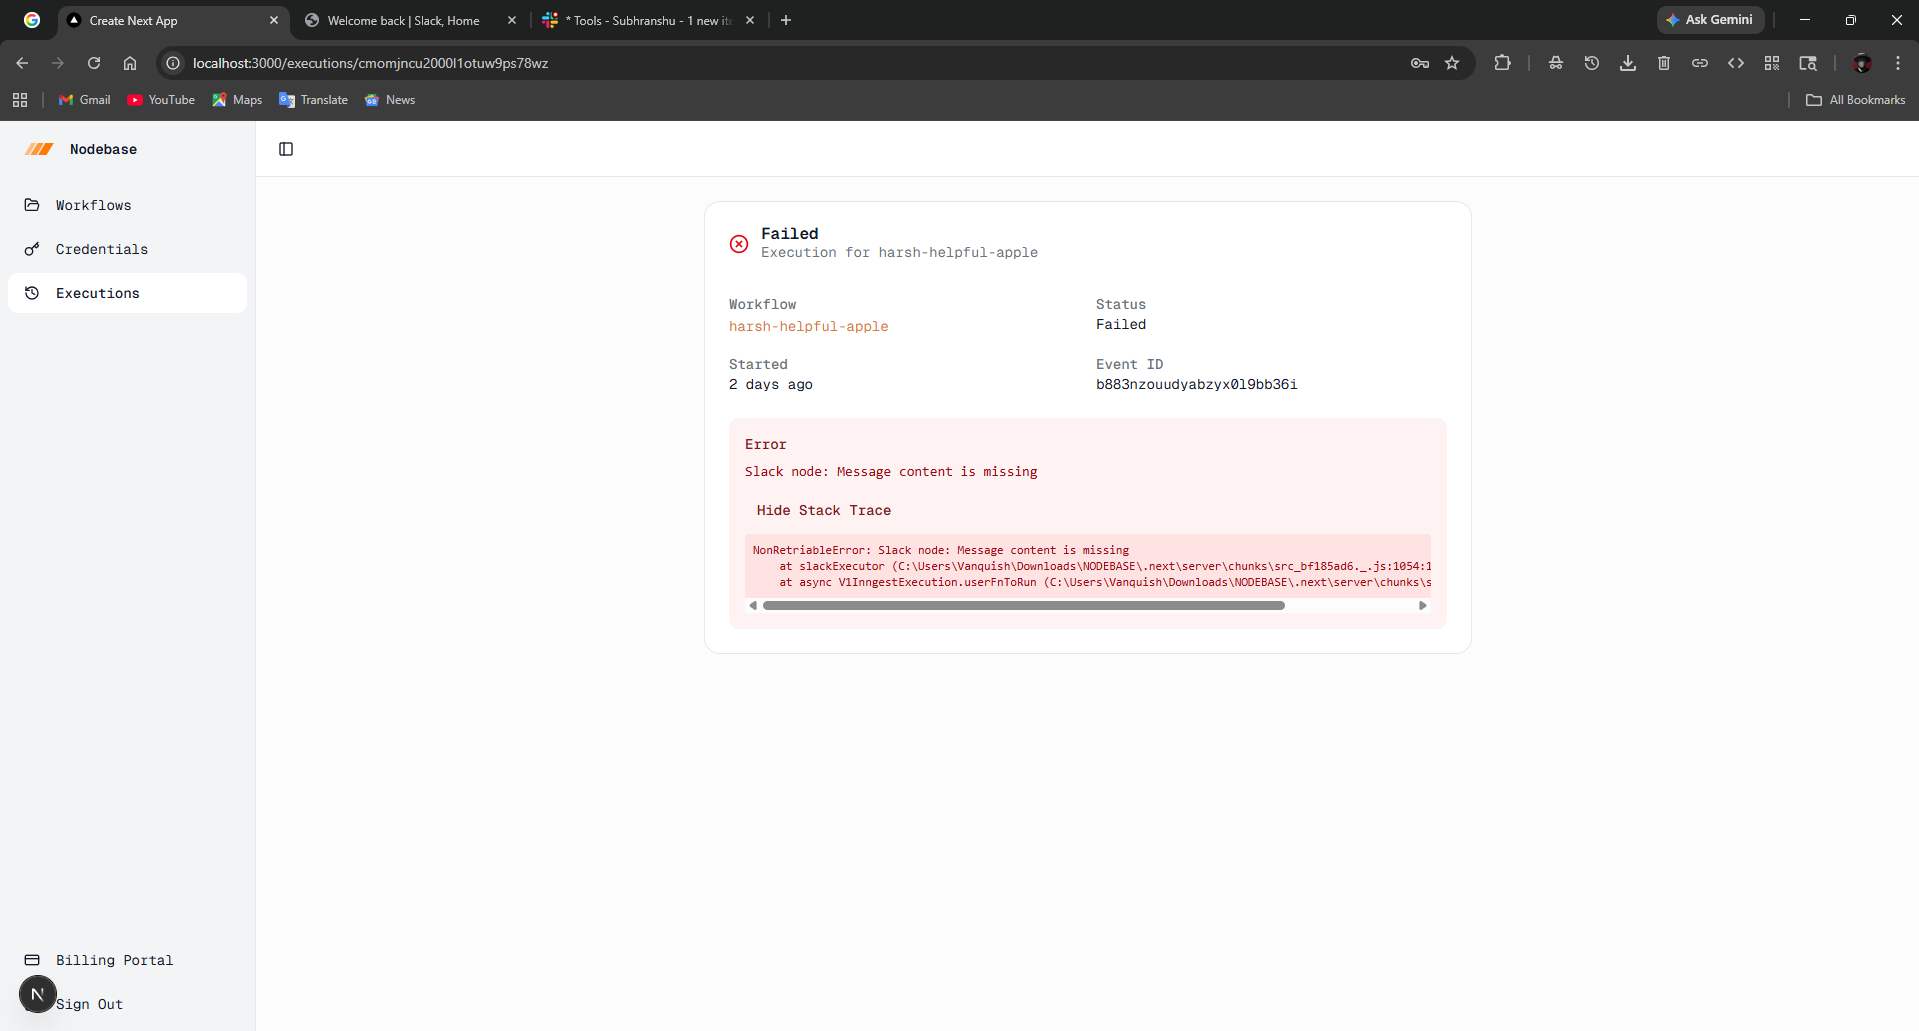 Create Next App
Welcome back | Slack, Home
* Tools - Subhranshu - 1 new ite
Ask Gemini
localhost:3000/executions/cmomjncu2000l1otuw9ps78wz
Gmail
YouTube
Maps
Translate
News
All Bookmarks
Nodebase
Workflows
Credentials
Executions
Failed
Execution for harsh-helpful-apple
Workflow
harsh-helpful-apple
Status
Failed
Started
2 days ago
Event ID
b883nzouudyabzyx0l9bb36i
Error
Slack node: Message content is missing
Hide Stack Trace
NonRetriableError: Slack node: Message content is missing
at slackExecutor (C:\Users\Vanquish\Downloads\NODEBASE\.next\server\chunks\src_bf185ad6._.js:1054:1
at async V1InngestExecution.userFnToRun (C:\Users\Vanquish\Downloads\NODEBASE\.next\server\chunks\s
Billing Portal
N
Sign Out